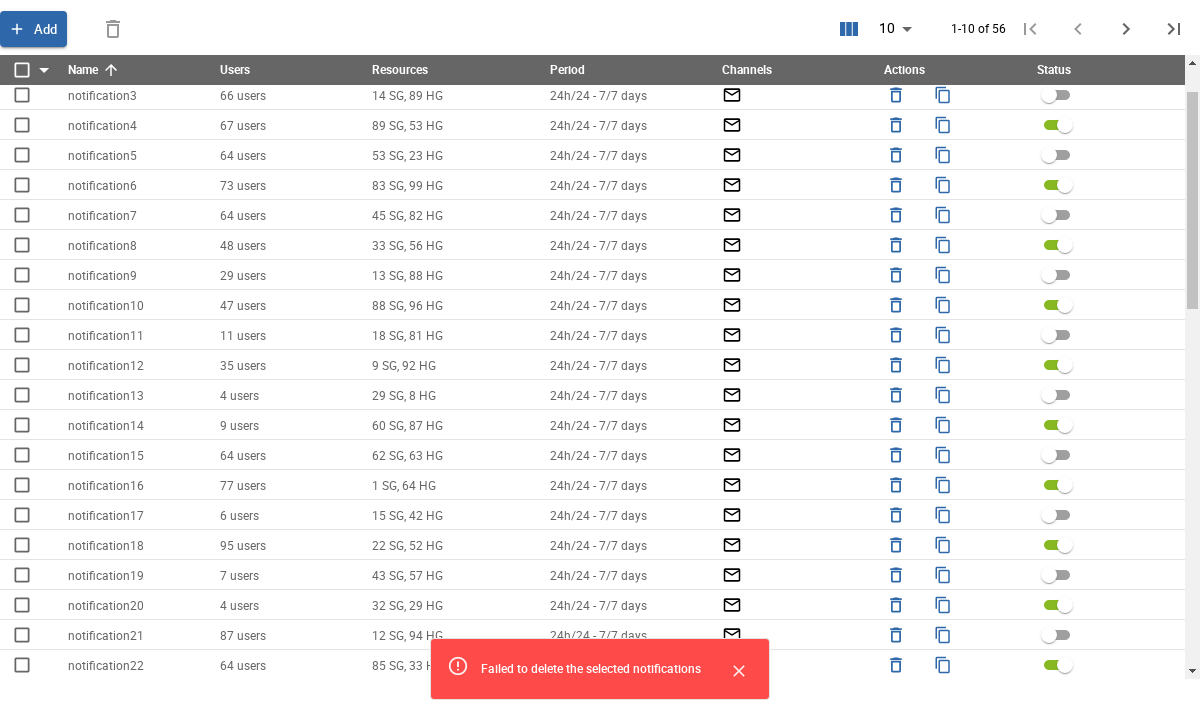 Add 10 1-10 of 56
Name Users Resources Period Channels Actions Status
notification3 66 users 14 SG, 89 HG 24h/24 - 7/7 days
notification4 67 users 89 SG, 53 HG 24h/24 - 7/7 days
notification5 64 users 53 SG, 23 HG 24h/24 - 7/7 days
notification6 73 users 83 SG, 99 HG 24h/24 - 7/7 days
notification7 64 users 45 SG, 82 HG 24h/24 - 7/7 days
notification8 48 users 33 SG, 56 HG 24h/24 - 7/7 days
notification9 29 users 13 SG, 88 HG 24h/24 - 7/7 days
notification10 47 users 88 SG, 96 HG 24h/24 - 7/7 days
notification11 11 users 18 SG, 81 HG 24h/24 - 7/7 days
notification12 35 users 9 SG, 92 HG 24h/24 - 7/7 days
notification13 4 users 29 SG, 8 HG 24h/24 - 7/7 days
notification14 9 users 60 SG, 87 HG 24h/24 - 7/7 days
notification15 64 users 62 SG, 63 HG 24h/24 - 7/7 days
notification16 77 users 1 SG, 64 HG 24h/24 - 7/7 days
notification17 6 users 15 SG, 42 HG 24h/24 - 7/7 days
notification18 95 users 22 SG, 52 HG 24h/24 - 7/7 days
notification19 7 users 43 SG, 57 HG 24h/24 - 7/7 days
notification20 4 users 32 SG, 29 HG 24h/24 - 7/7 days
notification21 87 users 12 SG, 94 HG 24h/24 - 7/7 days
notification22 64 users 85 SG, 33
Failed to delete the selected notifications